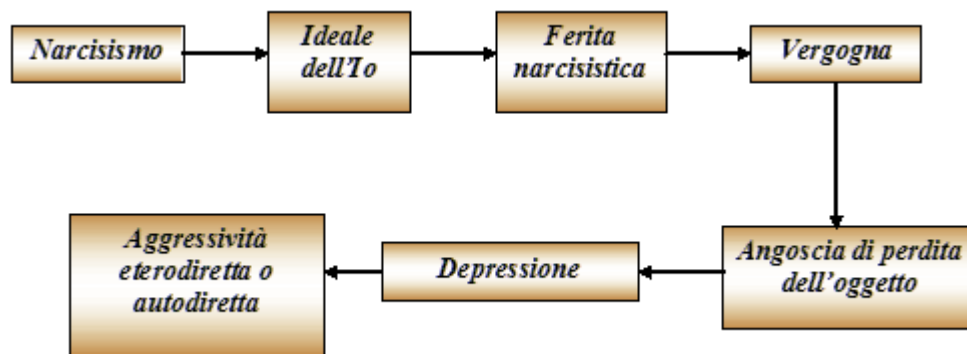 Narcisismo
Ideale
dell'Io
Ferita
narcisistica
Vergogna
Angoscia di perdita
dell'oggetto
Depressione
Aggressività
eterodiretta o
autodiretta